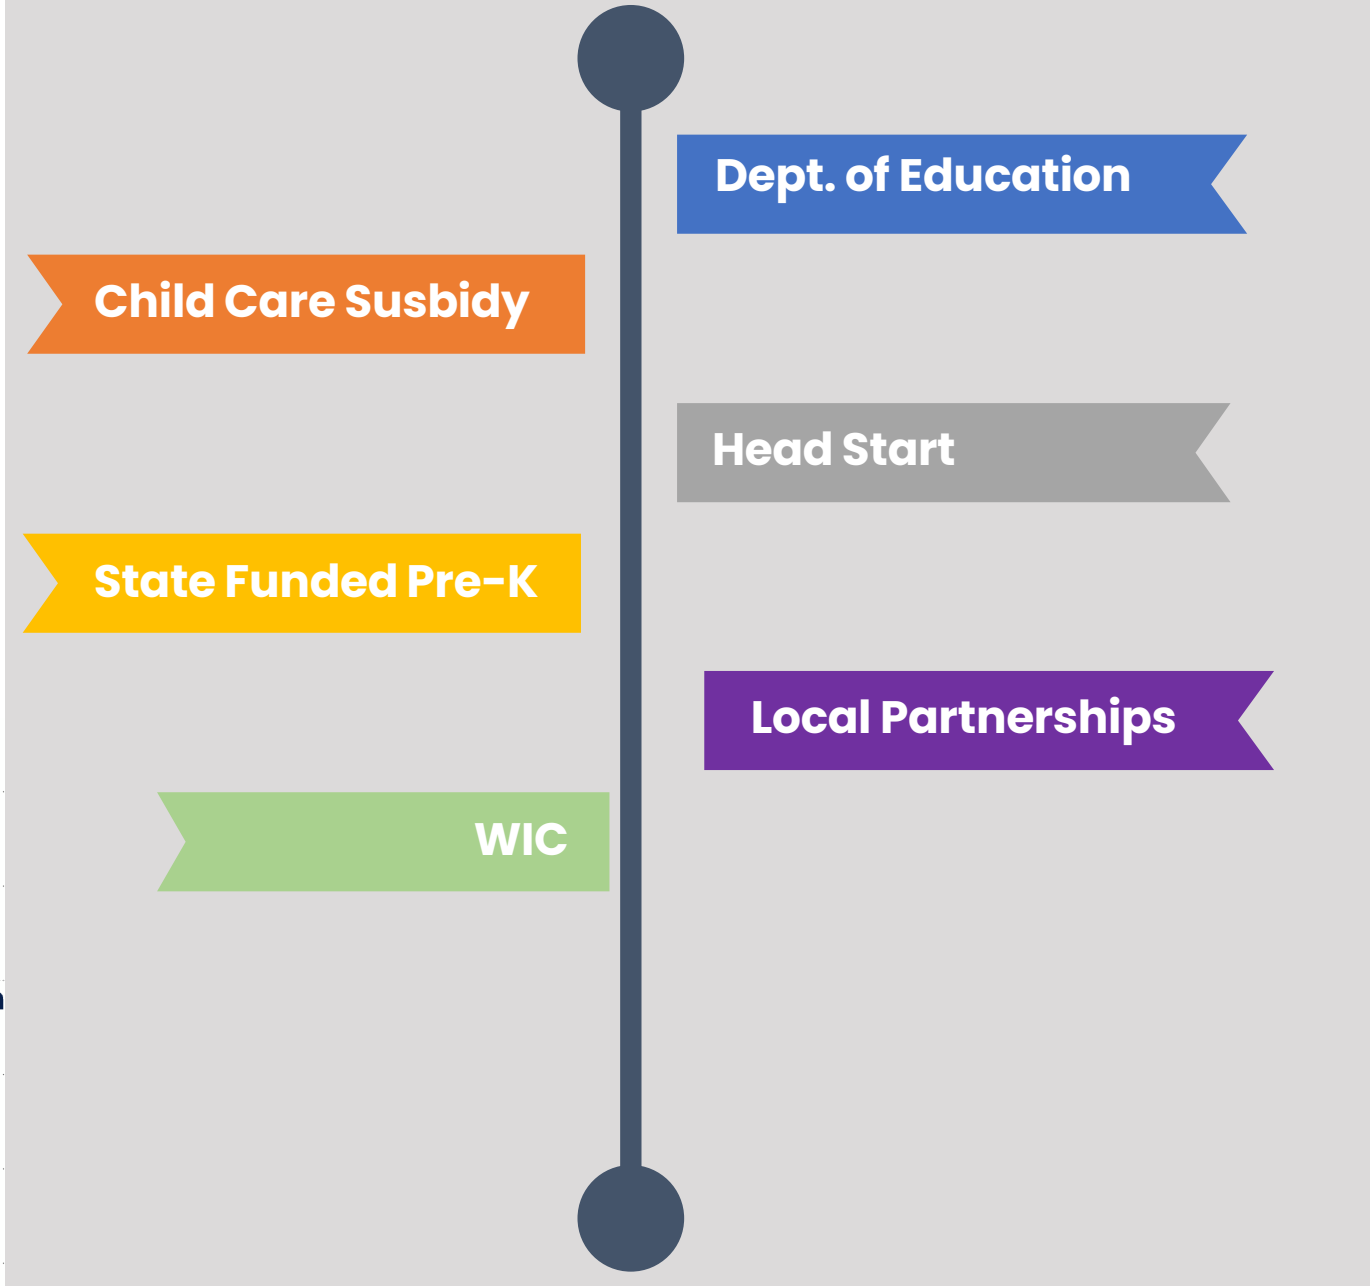 Dept. of Education
Child Care Susbidy
Head Start
State Funded Pre-K
Local Partnerships
WIC